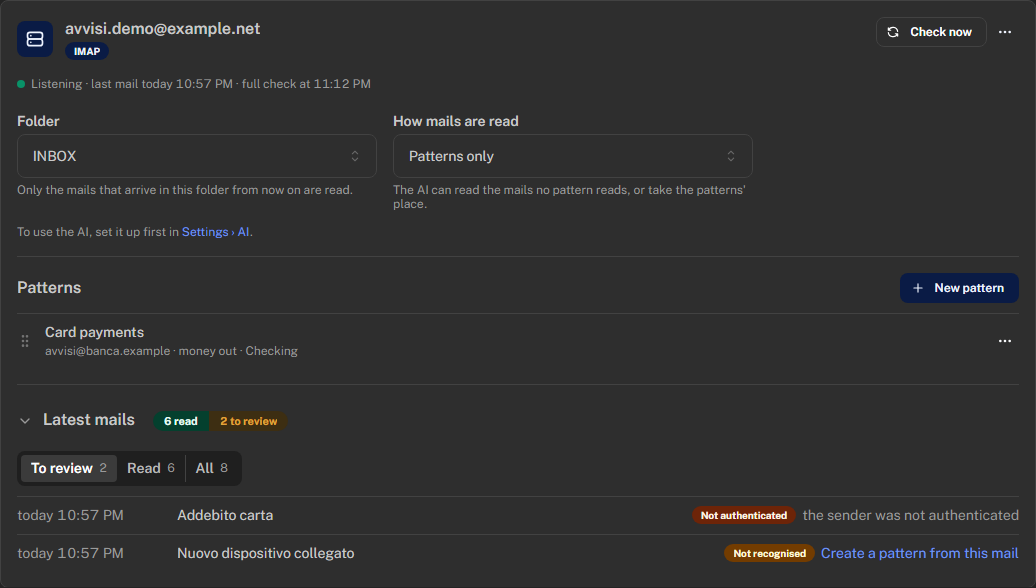 avvisi.demo@example.net
IMAP
Check now
Listening · last mail today 10:57 PM · full check at 11:12 PM
Folder
How mails are read
INBOX
Patterns only
Only the mails that arrive in this folder from now on are read.
The AI can read the mails no pattern reads, or take the patterns'
place.
To use the AI, set it up first in Settings › AI.
Patterns
New pattern
Card payments
avvisi@banca.example · money out · Checking
Latest mails 6 read 2 to review
To review 2 Read 6 All 8
today 10:57 PM Addebito carta Not authenticated the sender was not authenticated
today 10:57 PM Nuovo dispositivo collegato Not recognised Create a pattern from this mail